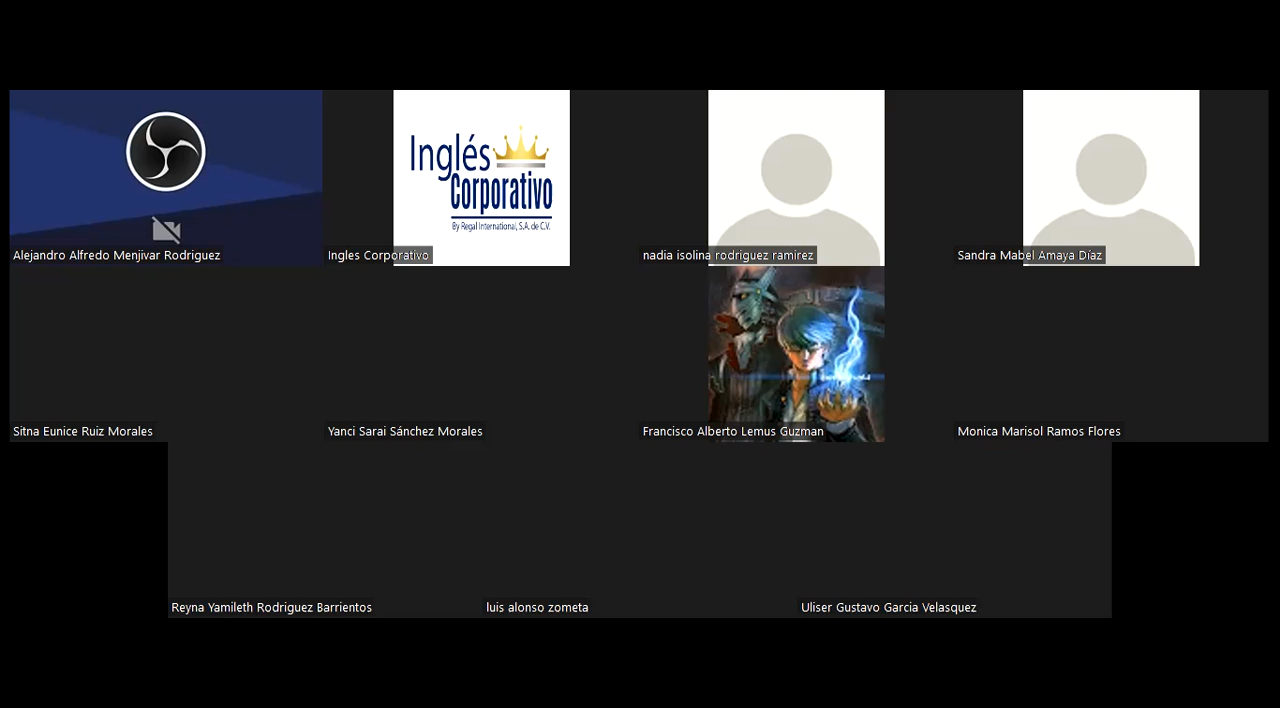 Inglés
Corporativo
By Regal International, S.A. de C.V.
Alejandro Alfredo Menjivar Rodriguez
Ingles Corporativo
nadia isolina rodriguez ramirez
Sandra Mabel Amaya Díaz
Sitna Eunice Ruiz Morales
Yanci Sarai Sánchez Morales
Francisco Alberto Lemus Guzman
Monica Marisol Ramos Flores
Reyna Yamileth Rodriguez Barrientos
luis alonso zometa
Uliser Gustavo Garcia Velasquez